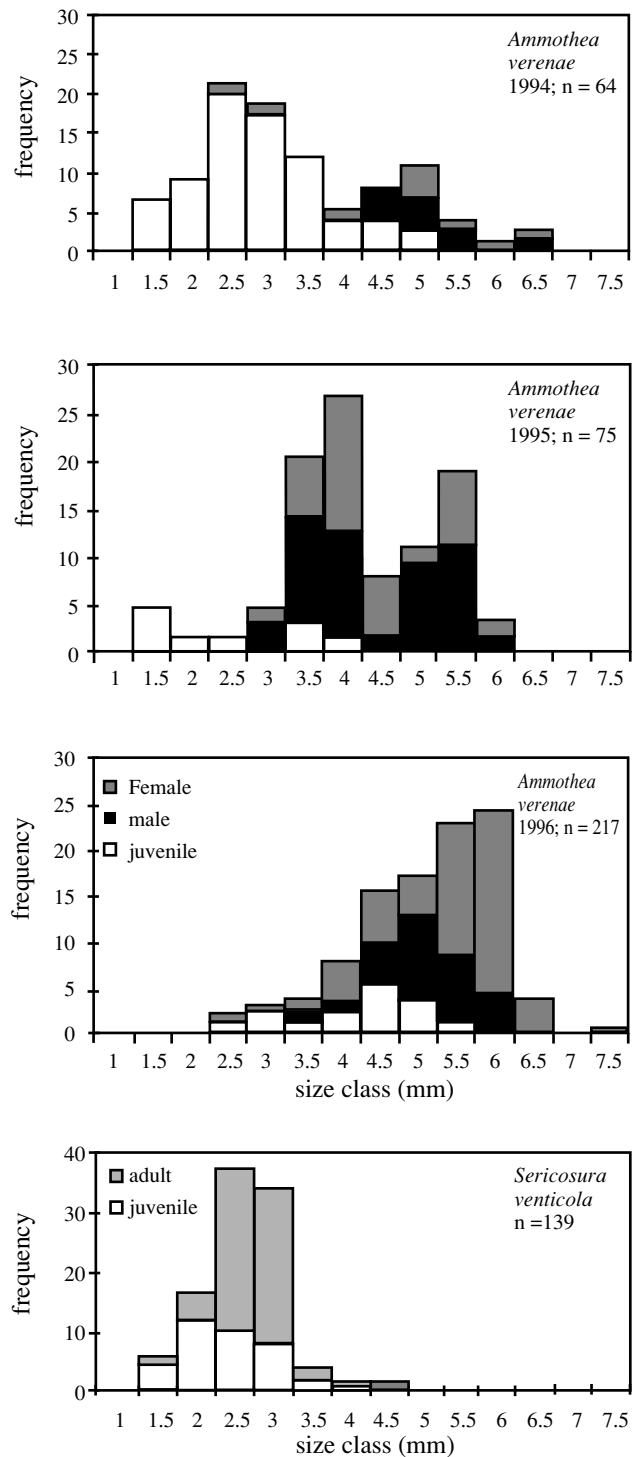 30
25
20
15
10
5
0
frequency
Ammothea
verenae
1994; n = 64
1 1.5 2 2.5 3 3.5 4 4.5 5 5.5 6 6.5 7 7.5
30
25
20
15
10
5
0
frequency
Ammothea
verenae
1995; n = 75
1 1.5 2 2.5 3 3.5 4 4.5 5 5.5 6 6.5 7 7.5
30
25
20
15
10
5
0
frequency
Female
male
juvenile
Ammothea
verenae
1996; n = 217
1 1.5 2 2.5 3 3.5 4 4.5 5 5.5 6 6.5 7 7.5
size class (mm)
40
30
20
10
0
frequency
adult
juvenile
Sericosura
venticola
n =139
1 1.5 2 2.5 3 3.5 4 4.5 5 5.5 6 6.5 7 7.5
size class (mm)